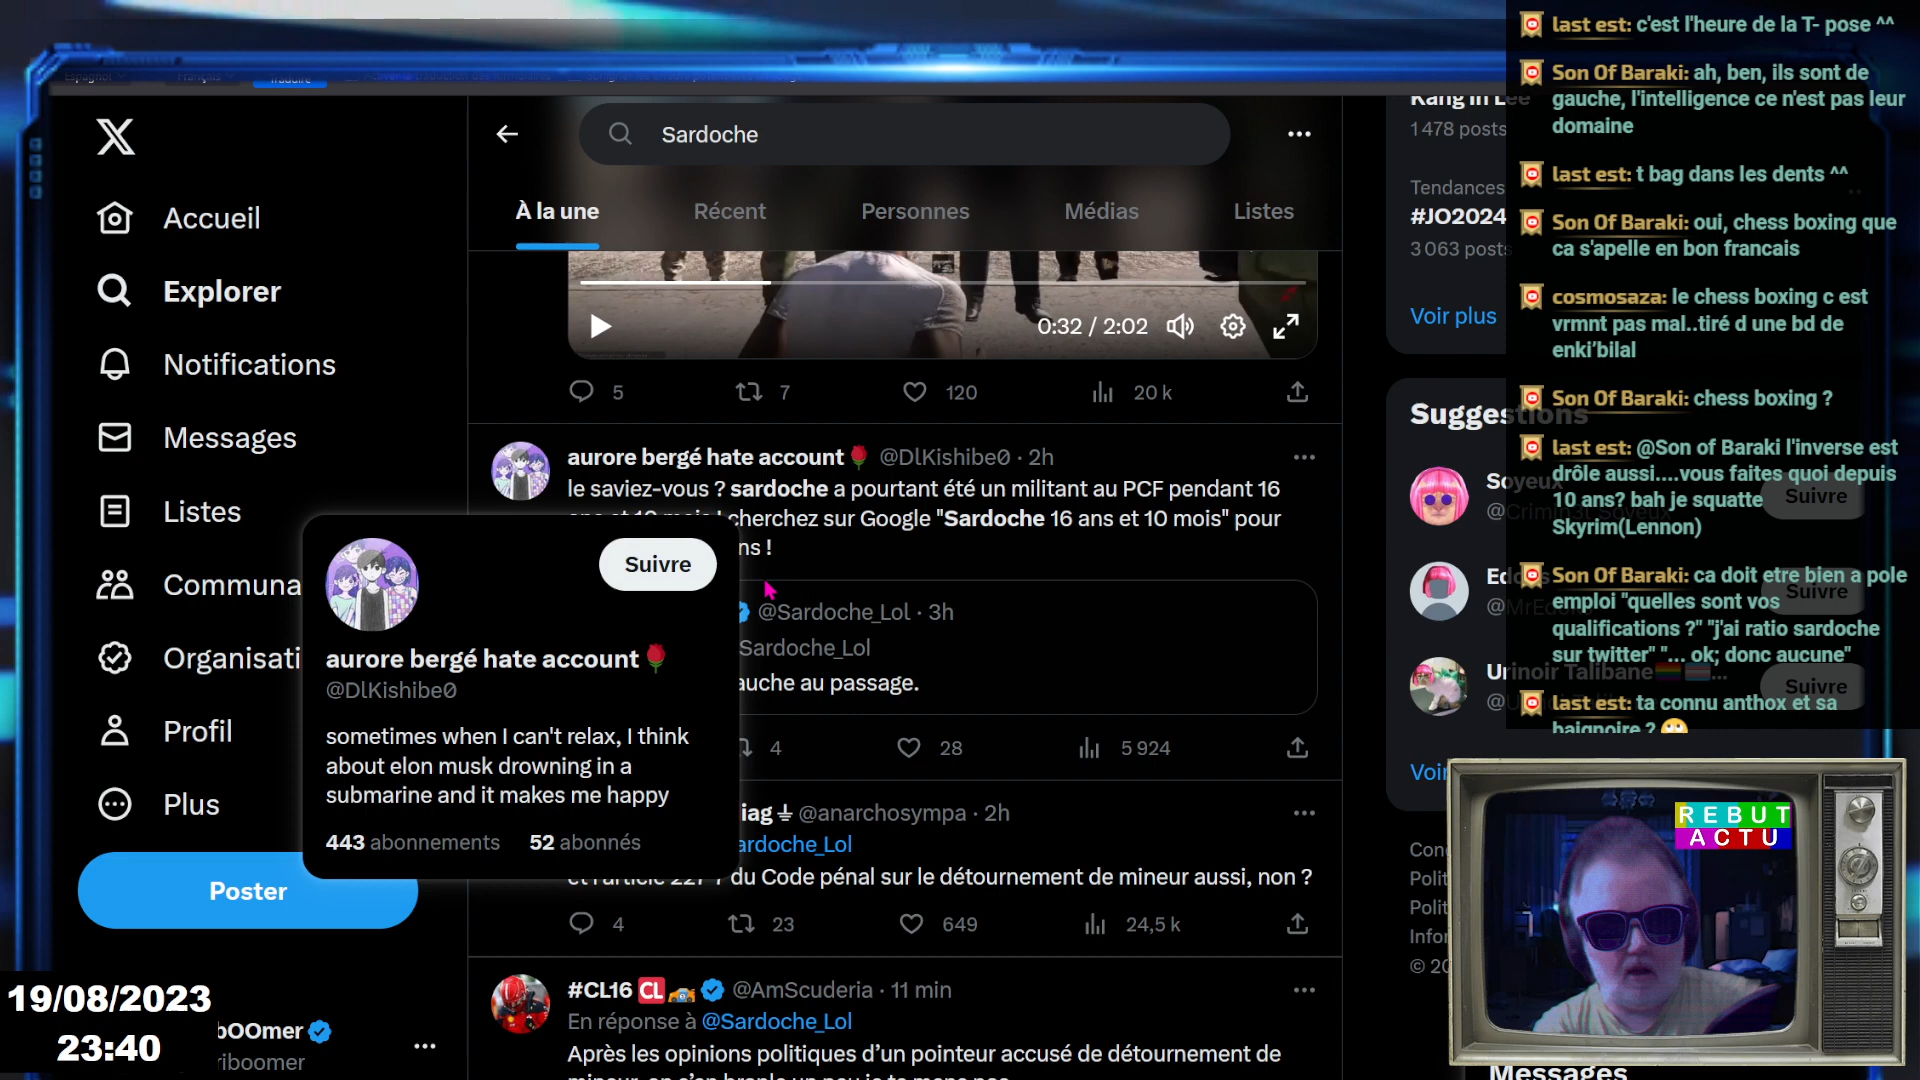 Espagnol
Français
Traduire
X
Accueil
Explorer
Notifications
Messages
Listes
Communa
Organisati
Profil
Plus
Poster
bOOmer
riboomer
19/08/2023
23:40
Sardoche
À la une
Récent
Personnes
Médias
Listes
0:32 / 2:02
5
7
120
20 k
aurore bergé hate account🌹 @DlKishibe0 · 2h
le saviez-vous ? sardoche a pourtant été un militant au PCF pendant 16
cherchez sur Google "Sardoche 16 ans et 10 mois" pour
ns !
@Sardoche_Lol · 3h
Sardoche_Lol
auche au passage.
4
28
5 924
Suivre
aurore bergé hate account🌹
@DlKishibe0
sometimes when I can't relax, I think
about elon musk drowning in a
submarine and it makes me happy
443 abonnements 52 abonnés
iag⏚ @anarchosympa · 2h
ardoche_Lol
du Code pénal sur le détournement de mineur aussi, non ?
4
23
649
24,5 k
#CL16 CL @AmScuderia · 11 min
En réponse à @Sardoche_Lol
Après les opinions politiques d'un pointeur accusé de détournement de
Kang In Lee
1 478 posts
Tendances
#JO2024
3 063 posts
Voir plus
Suggestions
Soyeux
Suivre
Suivre
Urinoir Talibane
Suivre
Voir
Con
Polit
Polit
Infor
© 20
Messages
last est: c'est l'heure de la T- pose ^^
Son Of Baraki: ah, ben, ils sont de
gauche, l'intelligence ce n'est pas leur
domaine
last est: t bag dans les dents ^^
Son Of Baraki: oui, chess boxing que
ca s'apelle en bon francais
cosmosaza: le chess boxing c est
vrmnt pas mal..tiré d une bd de
enki'bilal
Son Of Baraki: chess boxing ?
last est: @Son of Baraki l'inverse est
drôle aussi....vous faites quoi depuis
10 ans? bah je squatte
Skyrim(Lennon)
Son Of Baraki: ca doit etre bien a pole
emploi "quelles sont vos
qualifications ?" "j'ai ratio sardoche
sur twitter" "... ok; donc aucune"
last est: ta connu anthox et sa
baignoire ? 🙄
REBUT
ACTU